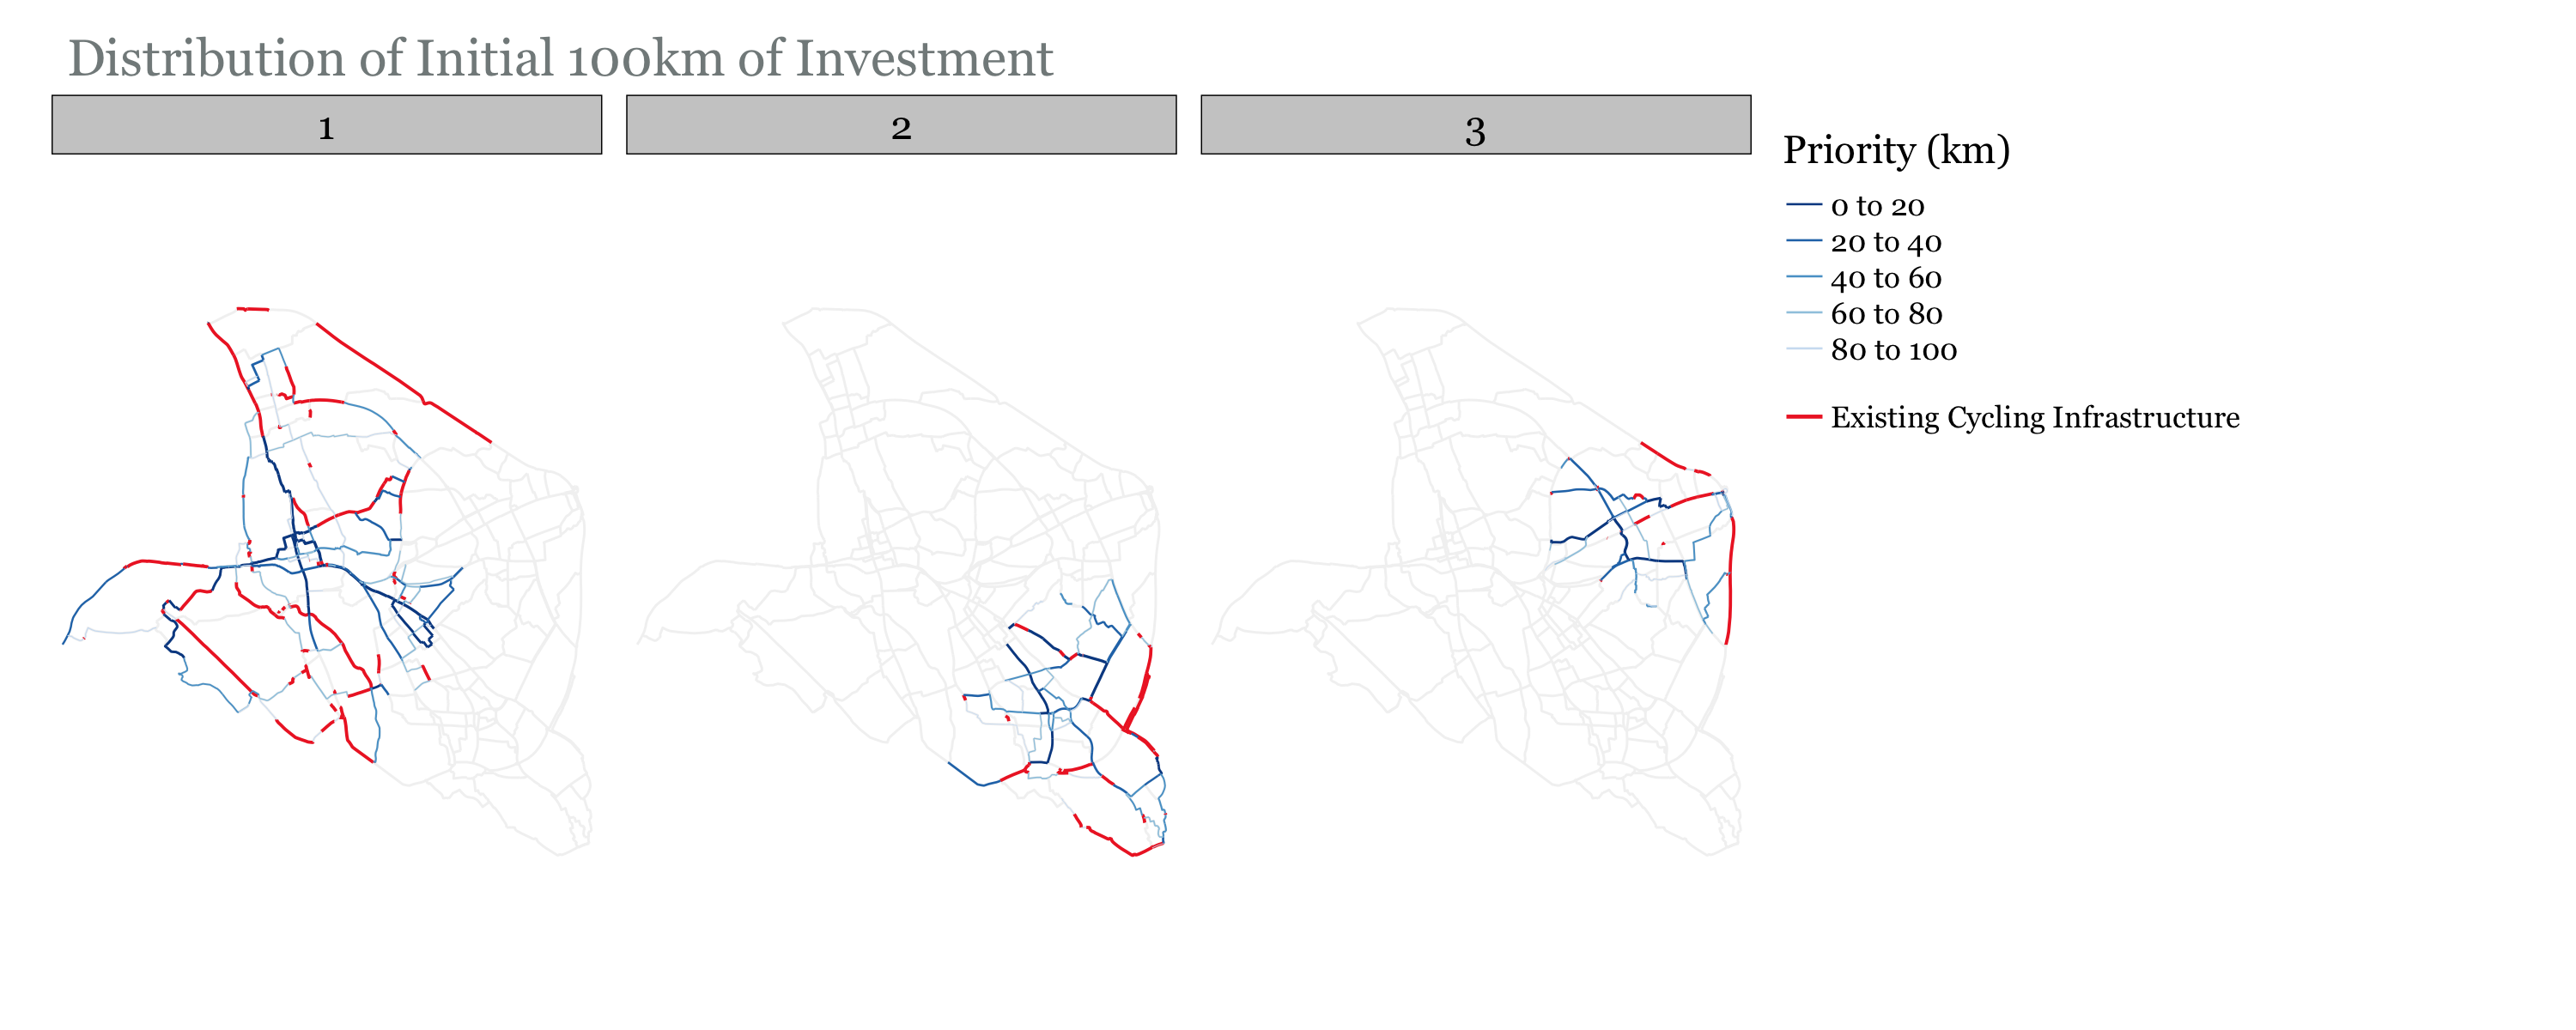 Distribution of Initial 100km of Investment
1
2
3
Priority (km)
0 to 20
20 to 40
40 to 60
60 to 80
80 to 100
Existing Cycling Infrastructure